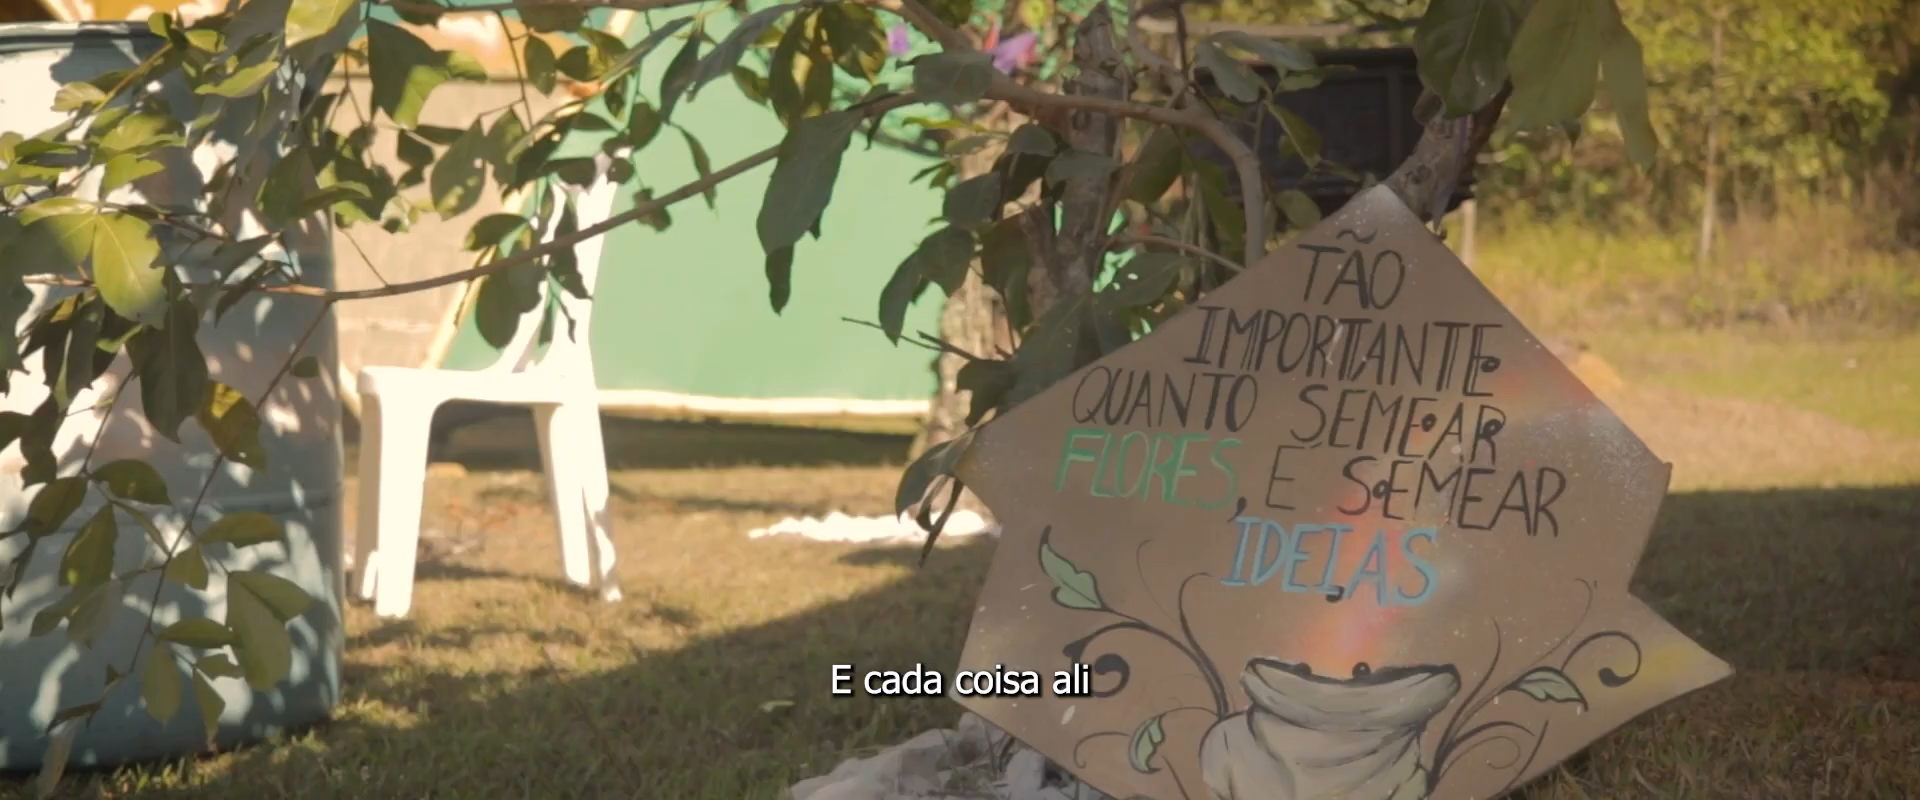 TÃO
IMPORTANTE
QUANTO SEMEAR
FLORES, E SEMEAR
IDEIAS
E cada coisa ali